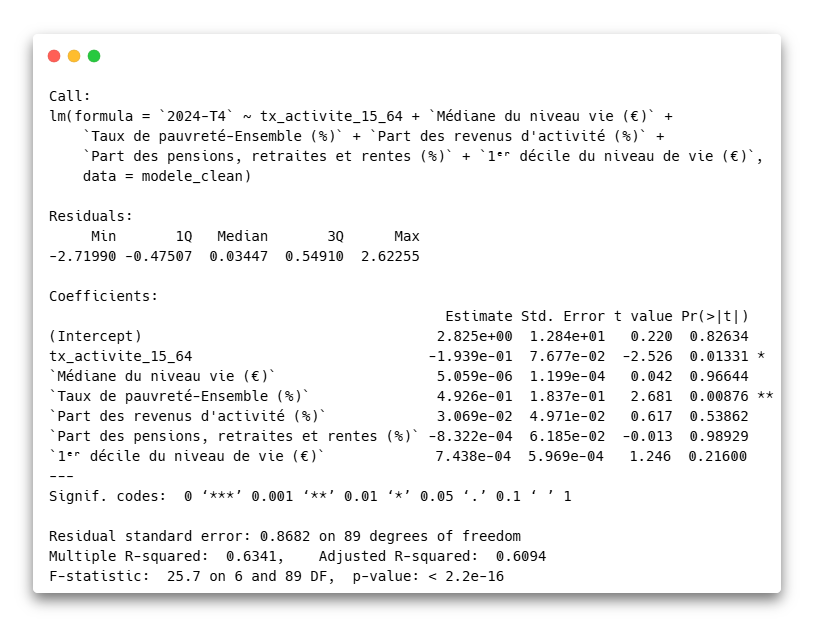 Call:
lm(formula = `2024-T4` ~ tx_activite_15_64 + `Médiane du niveau vie (€)` +
    `Taux de pauvreté-Ensemble (%)` + `Part des revenus d'activité (%)` +
    `Part des pensions, retraites et rentes (%)` + `1ᵉʳ décile du niveau de vie (€)`,
    data = modele_clean)

Residuals:
     Min       1Q   Median       3Q      Max
-2.71990 -0.47507  0.03447  0.54910  2.62255

Coefficients:
                                               Estimate Std. Error t value Pr(>|t|)
(Intercept)                                   2.825e+00  1.284e+01   0.220  0.82634
tx_activite_15_64                            -1.939e-01  7.677e-02  -2.526  0.01331 *
`Médiane du niveau vie (€)`                   5.059e-06  1.199e-04   0.042  0.96644
`Taux de pauvreté-Ensemble (%)`               4.926e-01  1.837e-01   2.681  0.00876 **
`Part des revenus d'activité (%)`             3.069e-02  4.971e-02   0.617  0.53862
`Part des pensions, retraites et rentes (%)` -8.322e-04  6.185e-02  -0.013  0.98929
`1ᵉʳ décile du niveau de vie (€)`             7.438e-04  5.969e-04   1.246  0.21600
---
Signif. codes:  0 ‘***’ 0.001 ‘**’ 0.01 ‘*’ 0.05 ‘.’ 0.1 ‘ ’ 1

Residual standard error: 0.8682 on 89 degrees of freedom
Multiple R-squared:  0.6341,    Adjusted R-squared:  0.6094
F-statistic:  25.7 on 6 and 89 DF,  p-value: < 2.2e-16